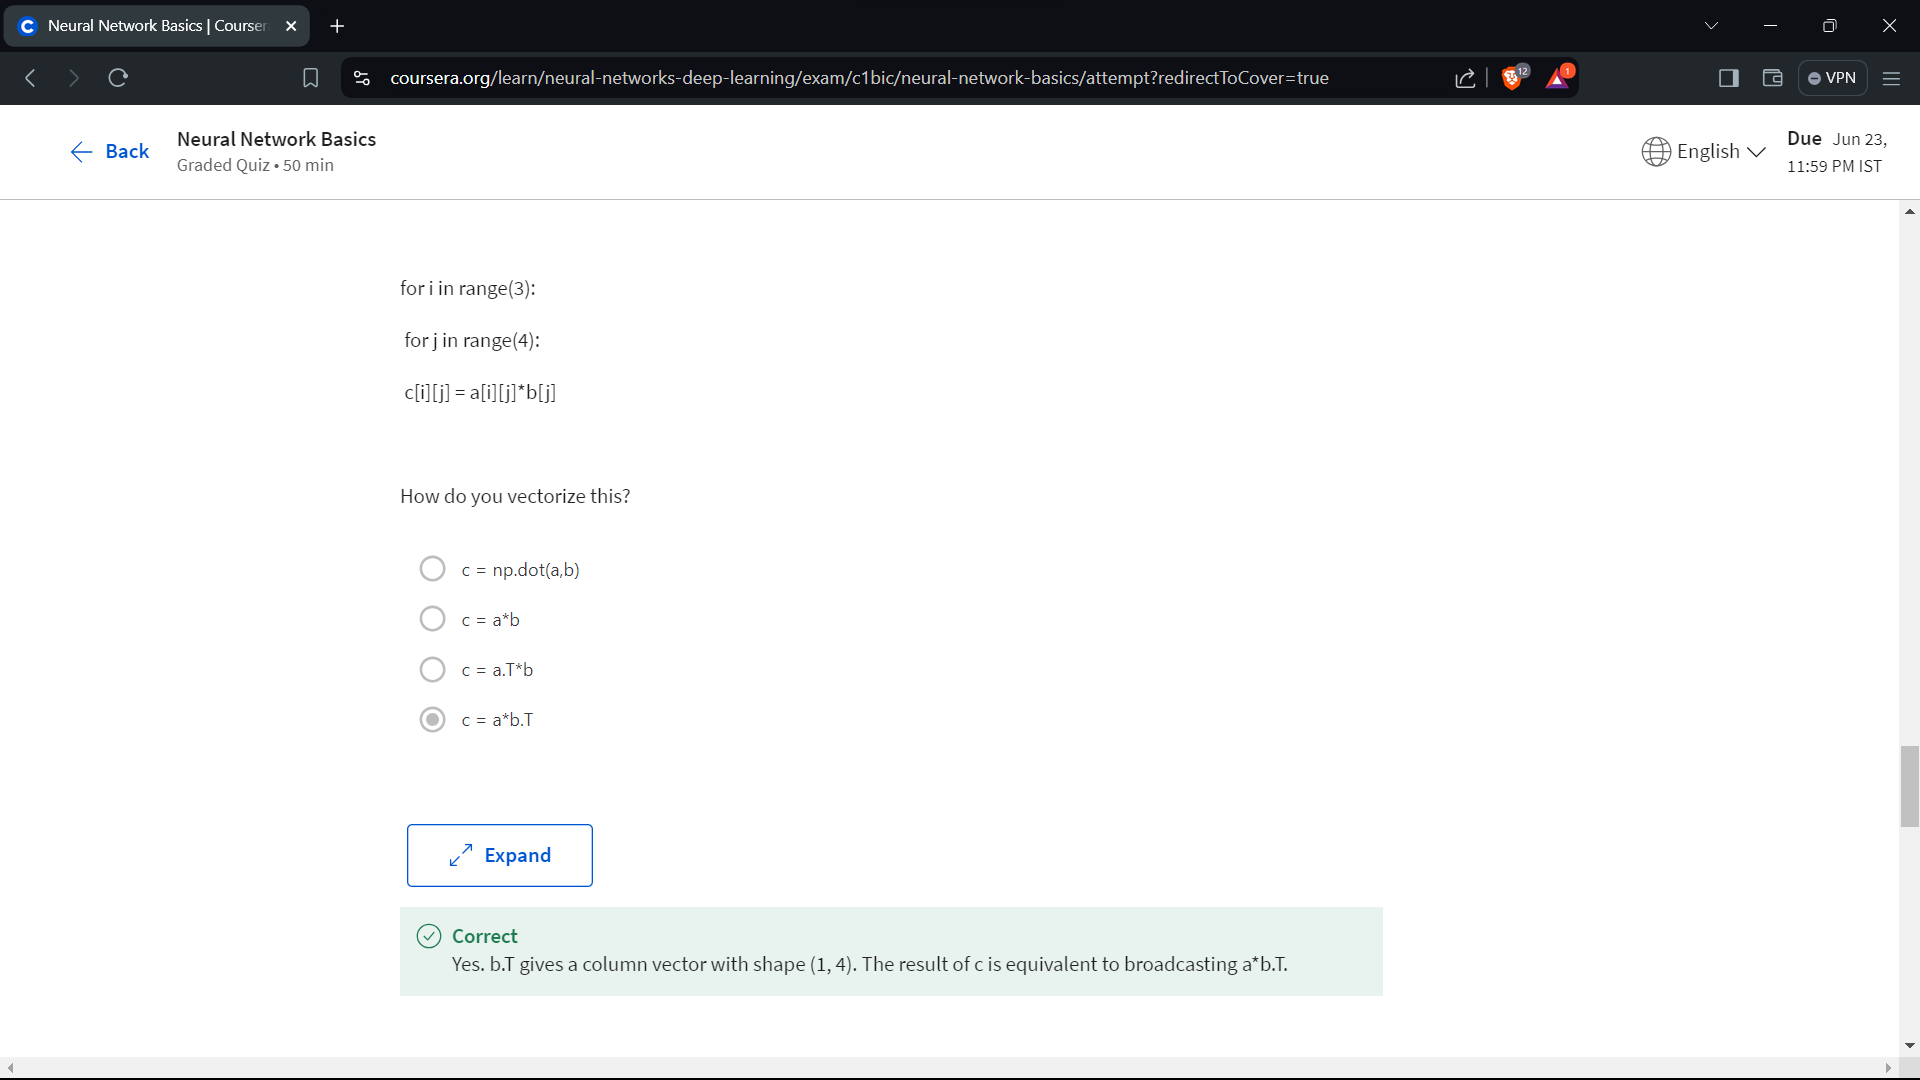 Neural Network Basics | Courser
coursera.org/learn/neural-networks-deep-learning/exam/c1bic/neural-network-basics/attempt?redirectToCover=true
12
1
VPN
Back
Neural Network Basics
Graded Quiz • 50 min
English
Due Jun 23,
11:59 PM IST
for i in range(3):
for j in range(4):
c[i][j] = a[i][j]*b[j]
How do you vectorize this?
c = np.dot(a,b)
c = a*b
c = a.T*b
c = a*b.T
Expand
Correct
Yes. b.T gives a column vector with shape (1, 4). The result of c is equivalent to broadcasting a*b.T.